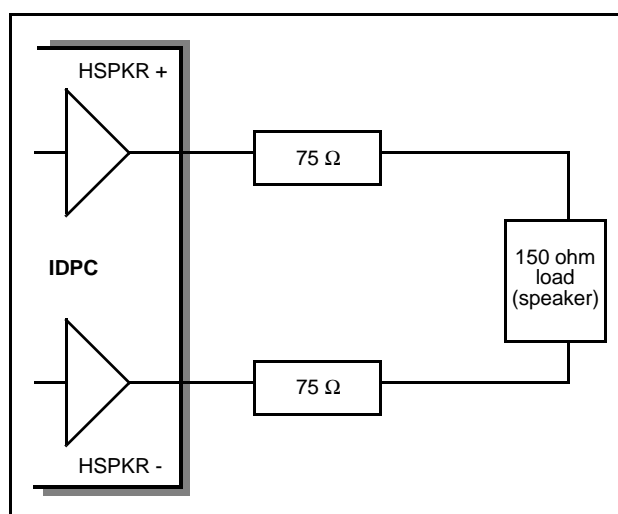 HSPKR +
75 Ω
IDPC
150 ohm
load
(speaker)
75 Ω
HSPKR -